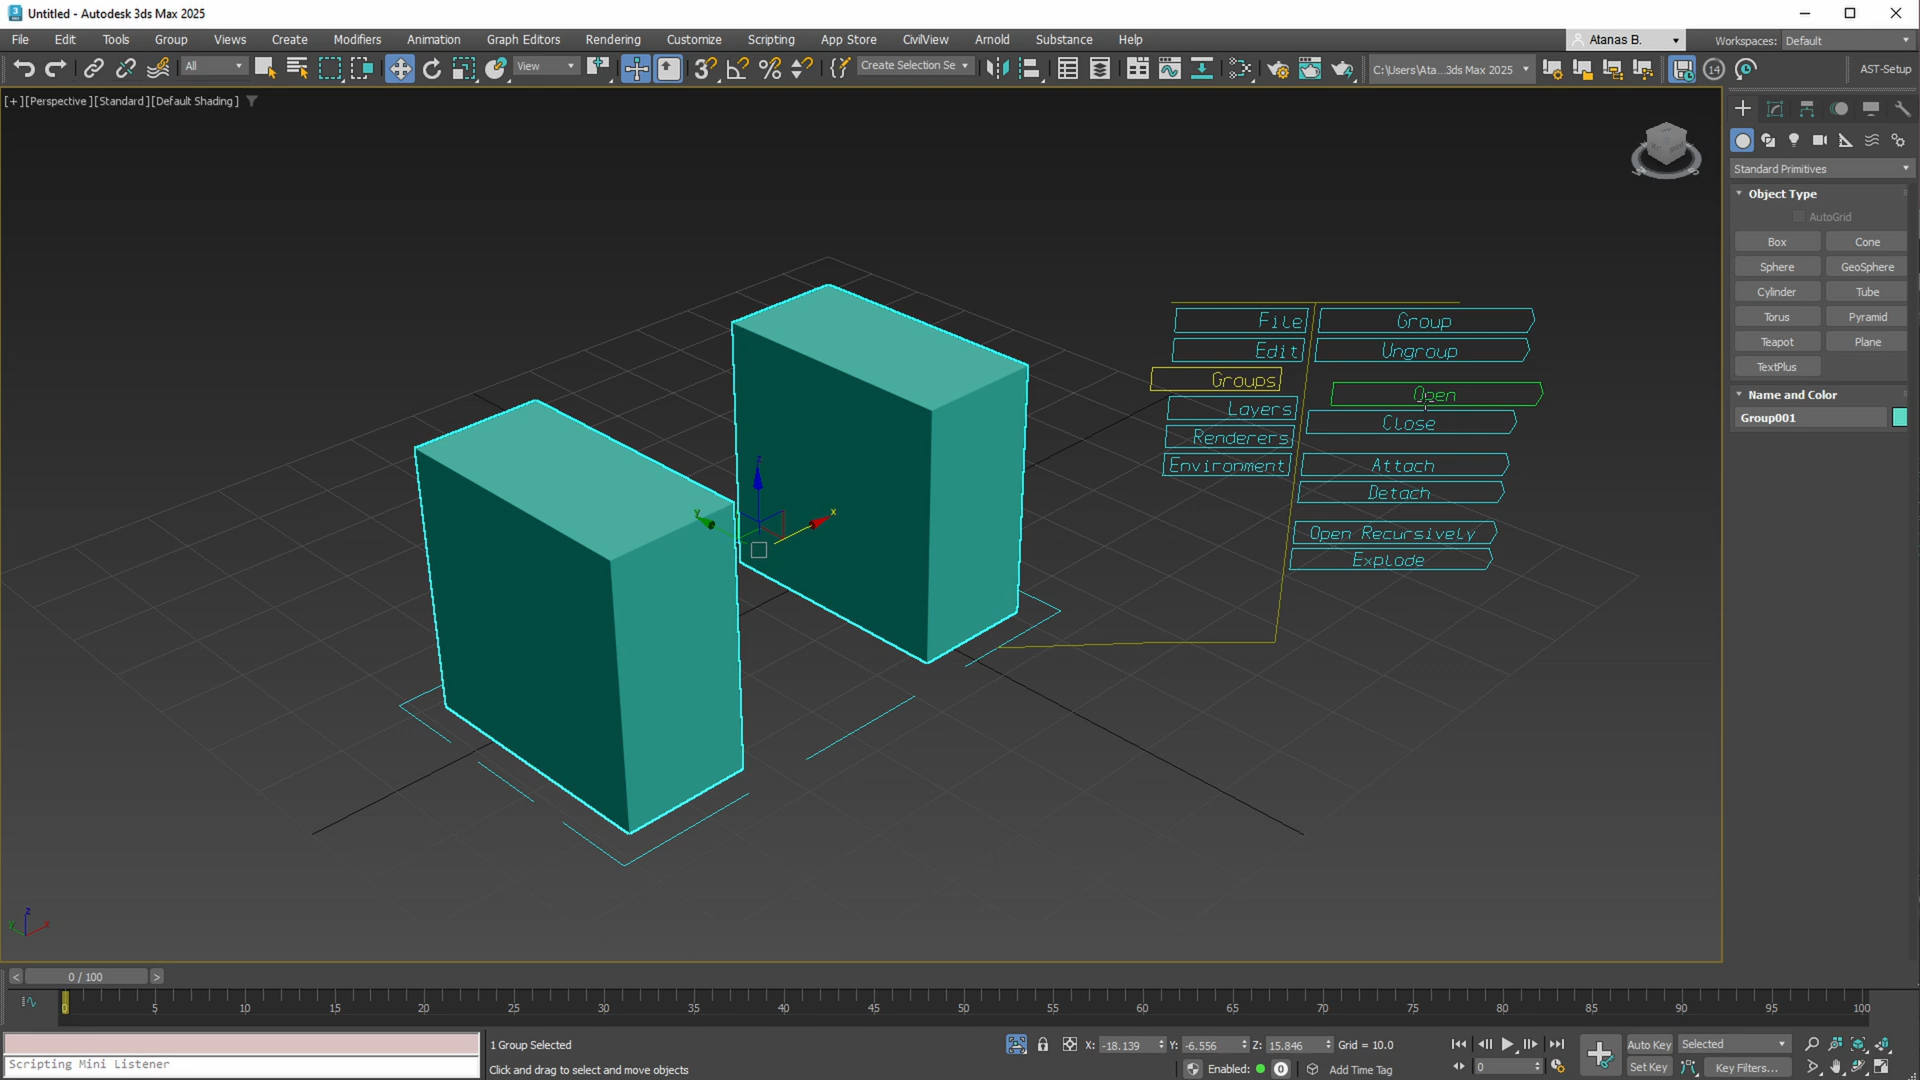 Untitled - Autodesk 3ds Max 2025
File Edit Tools Group Views Create Modifiers Animation Graph Editors Rendering Customize Scripting App Store CivilView Arnold Substance Help
Atanas B.
Workspaces: Default
All
View
Create Selection Se
C:\Users\Ata...3ds Max 2025
14
AST-Setup
[+][Perspective][Standard][Default Shading]
Standard Primitives
Object Type
AutoGrid
Box Cone
Sphere GeoSphere
Cylinder Tube
Torus Pyramid
Teapot Plane
TextPlus
Name and Color
Group001
File Group
Edit Ungroup
Groups Open
Layers Close
Renderers
Environment Attach
Detach
Open Recursively
Explode
z
y x
z
y x
< 0 / 100 >
0 5 10 15 20 25 30 35 40 45 50 55 60 65 70 75 80 85 90 95 100
Scripting Mini Listener
1 Group Selected
Click and drag to select and move objects
X: -18.139 Y: -6.556 Z: 15.846 Grid = 10.0
Enabled: 0 Add Time Tag
Auto Key Selected
0 Set Key Key Filters...